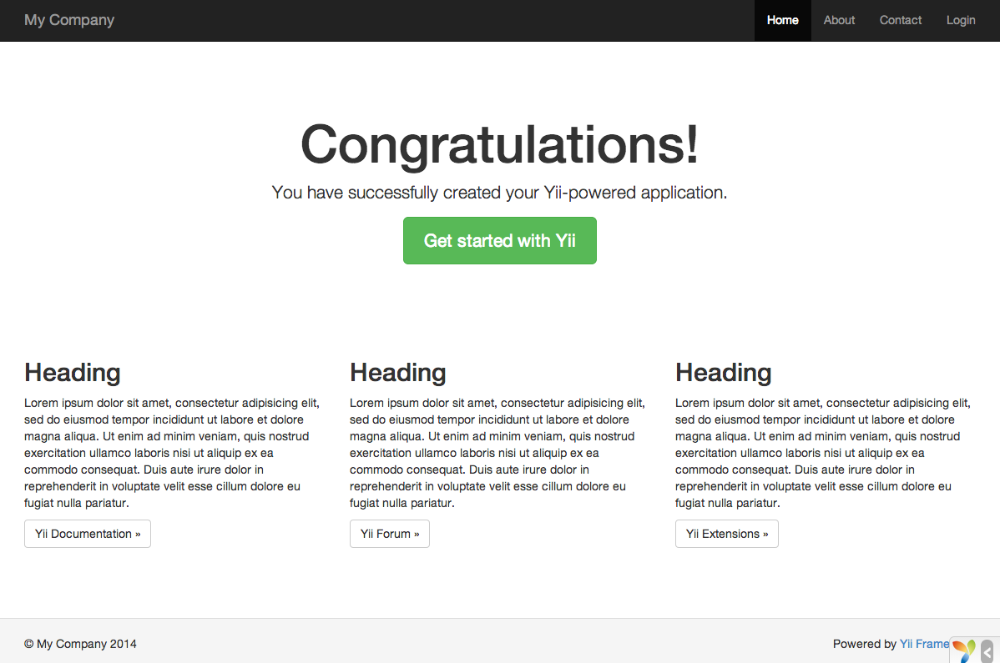 My Company
Home
About
Contact
Login
Congratulations!
You have successfully created your Yii-powered application.
Get started with Yii
Heading
Lorem ipsum dolor sit amet, consectetur adipisicing elit,
sed do eiusmod tempor incididunt ut labore et dolore
magna aliqua. Ut enim ad minim veniam, quis nostrud
exercitation ullamco laboris nisi ut aliquip ex ea
commodo consequat. Duis aute irure dolor in
reprehenderit in voluptate velit esse cillum dolore eu
fugiat nulla pariatur.
Yii Documentation »
Heading
Lorem ipsum dolor sit amet, consectetur adipisicing elit,
sed do eiusmod tempor incididunt ut labore et dolore
magna aliqua. Ut enim ad minim veniam, quis nostrud
exercitation ullamco laboris nisi ut aliquip ex ea
commodo consequat. Duis aute irure dolor in
reprehenderit in voluptate velit esse cillum dolore eu
fugiat nulla pariatur.
Yii Forum »
Heading
Lorem ipsum dolor sit amet, consectetur adipisicing elit,
sed do eiusmod tempor incididunt ut labore et dolore
magna aliqua. Ut enim ad minim veniam, quis nostrud
exercitation ullamco laboris nisi ut aliquip ex ea
commodo consequat. Duis aute irure dolor in
reprehenderit in voluptate velit esse cillum dolore eu
fugiat nulla pariatur.
Yii Extensions »
© My Company 2014
Powered by Yii Frame